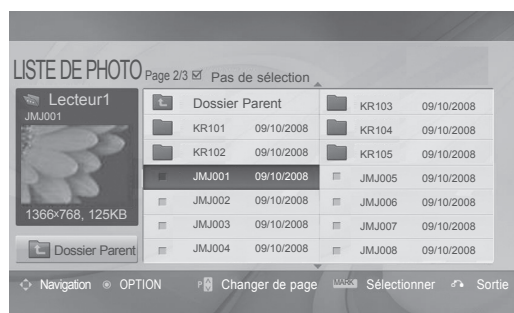 LISTE DE PHOTO Page 2/3 Pas de sélection
Lecteur1
JMJ001
1366×768, 125KB
Dossier Parent
Dossier Parent
KR101 09/10/2008
KR102 09/10/2008
JMJ001 09/10/2008
JMJ002 09/10/2008
JMJ003 09/10/2008
JMJ004 09/10/2008
KR103 09/10/2008
KR104 09/10/2008
KR105 09/10/2008
JMJ005 09/10/2008
JMJ006 09/10/2008
JMJ007 09/10/2008
JMJ008 09/10/2008
Navigation OPTION P Changer de page MARK Sélectionner Sortie